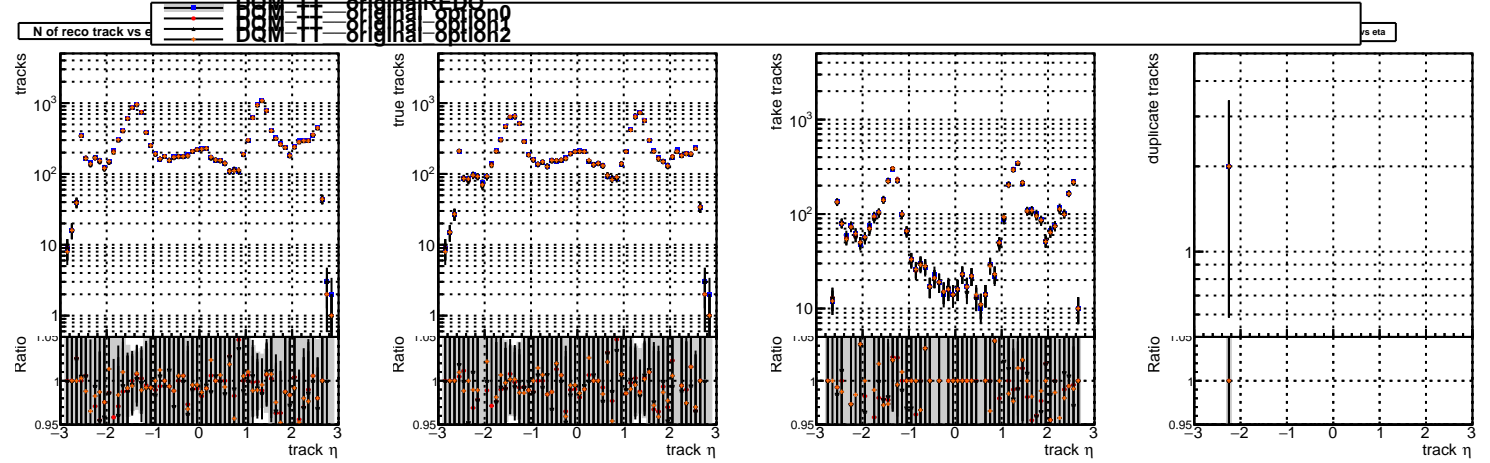 DQM_TT__originalREDO
DQM_TT__original_option0
DQM_TT__original_option1
DQM_TT__original_option2
N of reco track vs e
vs eta
tracks
10³
10²
10
1
Ratio
1.05
1
0.95
−3 −2 −1 0 1 2 3
track η
true tracks
10³
10²
10
1
Ratio
1.05
1
0.95
−3 −2 −1 0 1 2 3
track η
fake tracks
10³
10²
10
Ratio
1.05
1
0.95
−3 −2 −1 0 1 2 3
track η
duplicate tracks
1
Ratio
1.05
1
0.95
−3 −2 −1 0 1 2 3
track η